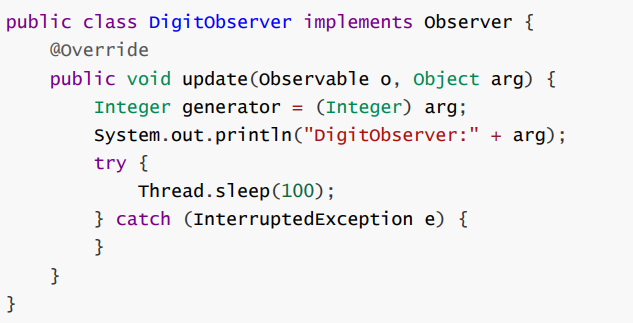 public class DigitObserver implements Observer {
    @Override
    public void update(Observable o, Object arg) {
        Integer generator = (Integer) arg;
        System.out.println("DigitObserver:" + arg);
        try {
            Thread.sleep(100);
        } catch (InterruptedException e) {
        }
    }
}